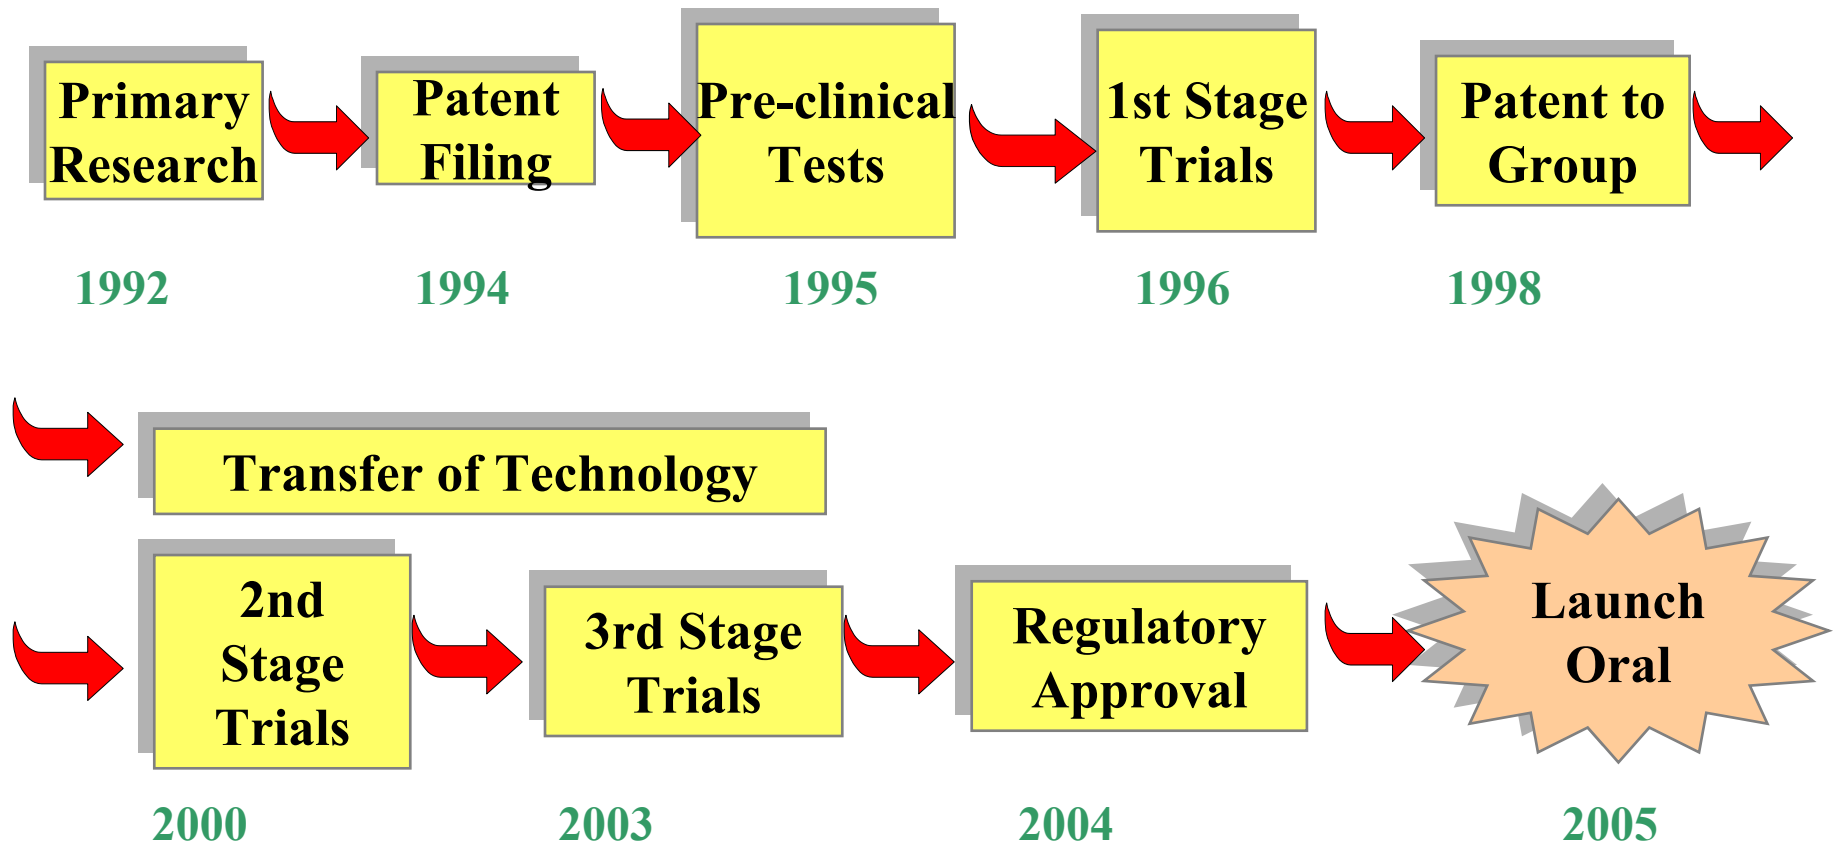 Primary
Research
Patent
Filing
Pre-clinical
Tests
1st Stage
Trials
Patent to
Group
1992
1994
1995
1996
1998
Transfer of Technology
2nd
Stage
Trials
3rd Stage
Trials
Regulatory
Approval
Launch
Oral
2000
2003
2004
2005